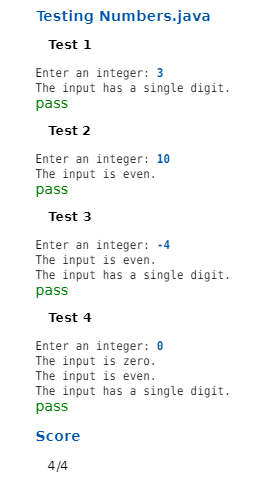 Testing Numbers.java
Test 1
Enter an integer: 3
The input has a single digit.
pass
Test 2
Enter an integer: 10
The input is even.
pass
Test 3
Enter an integer: -4
The input is even.
The input has a single digit.
pass
Test 4
Enter an integer: 0
The input is zero.
The input is even.
The input has a single digit.
pass
Score
4/4